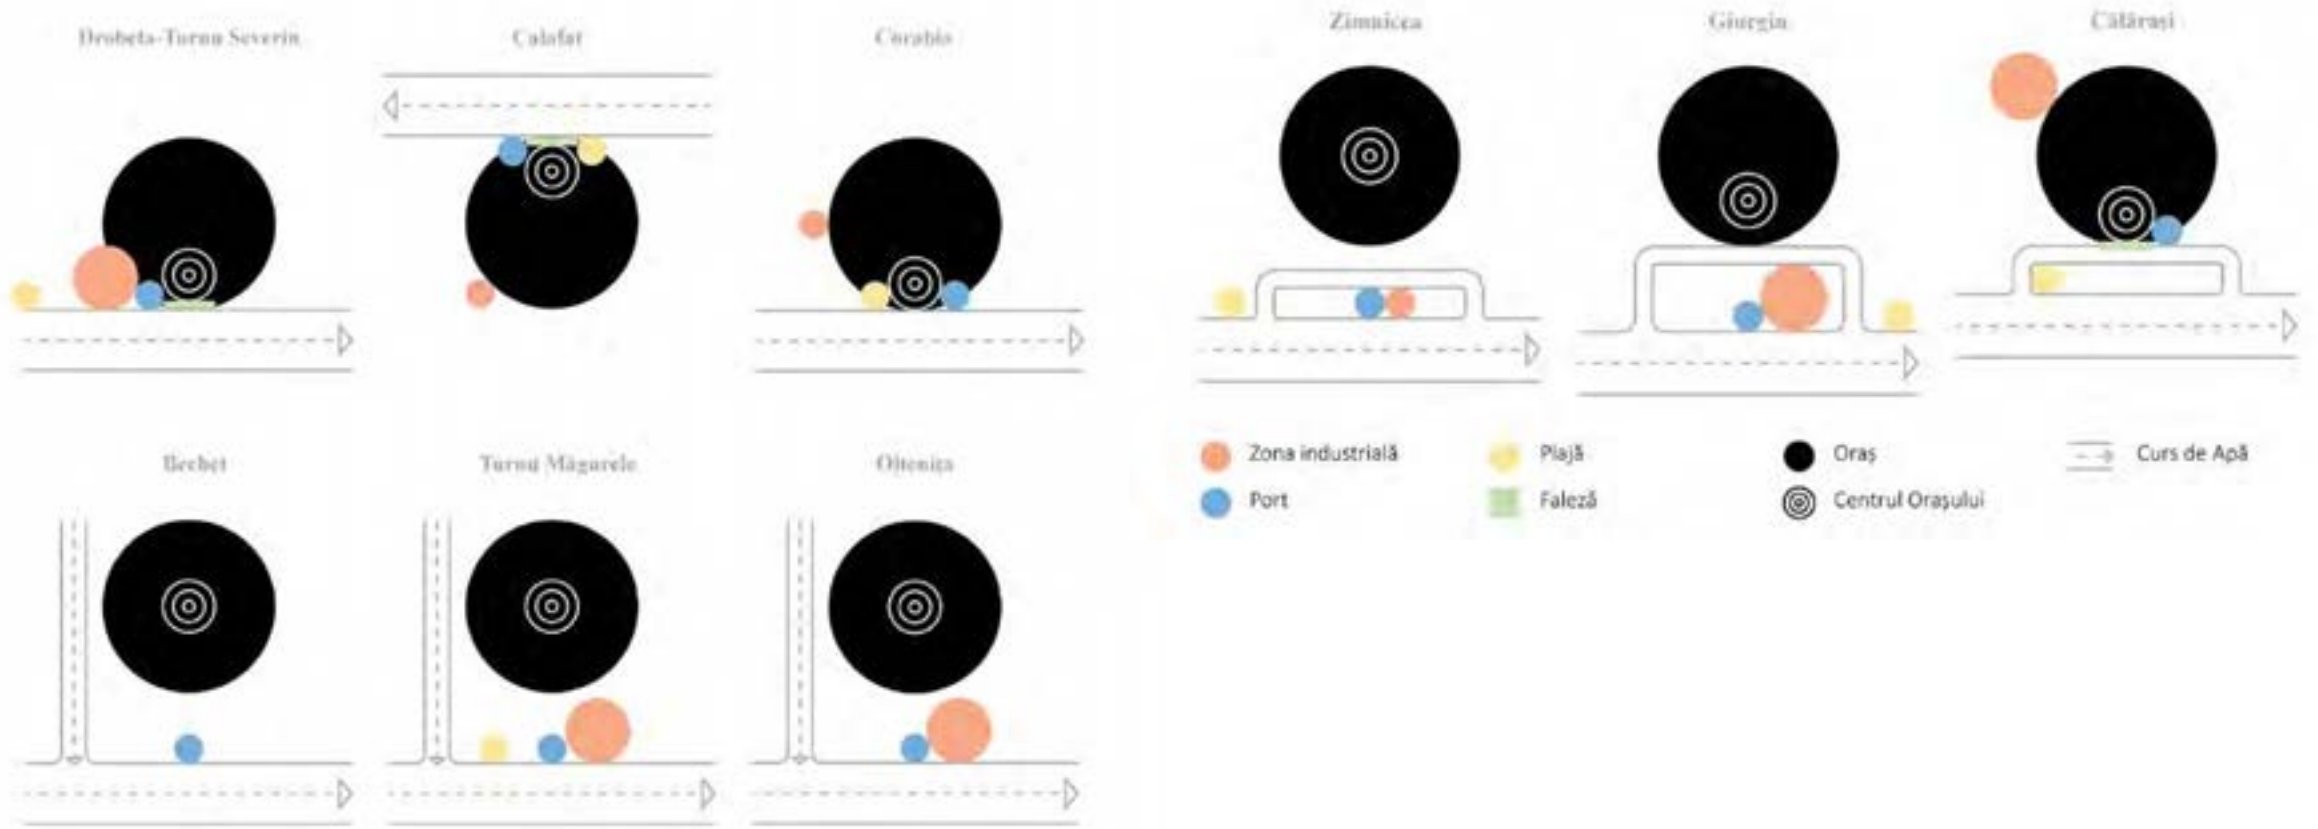 Drobeta-Turnu Severin
Calafat
Corabia
Zimnicea
Giurgiu
Călărași
Bechet
Turnu Măgurele
Oltenița
Zona industrială
Plajă
Oraș
Curs de Apă
Port
Faleză
Centrul Orașului